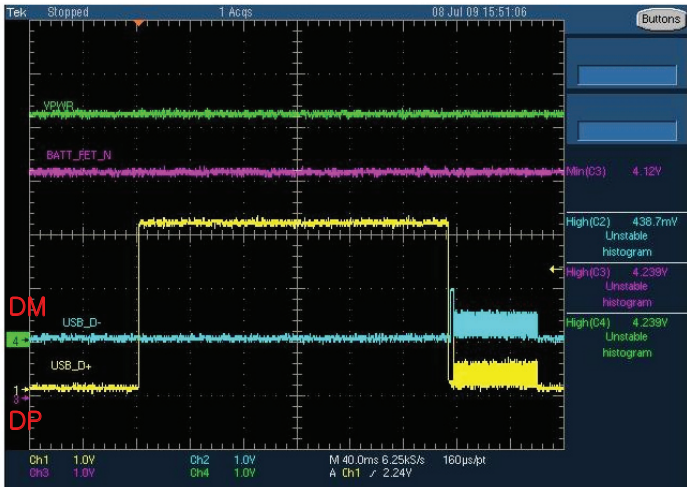 Tek Stopped 1 Acqs 08 Jul 09 15:51:06
Buttons
VPWR
BATT_FET_N
Min(C3) 4.12V
High(C2) 438.7mV
Unstable
histogram
High(C3) 4.239V
Unstable
histogram
High(C4) 4.239V
Unstable
histogram
DM
USB_D-
4
USB_D+
1
3
DP
Ch1 1.0V Ch2 1.0V M 40.0ms 6.25kS/s 160µs/pt
Ch3 1.0V Ch4 1.0V A Ch1 / 2.24V